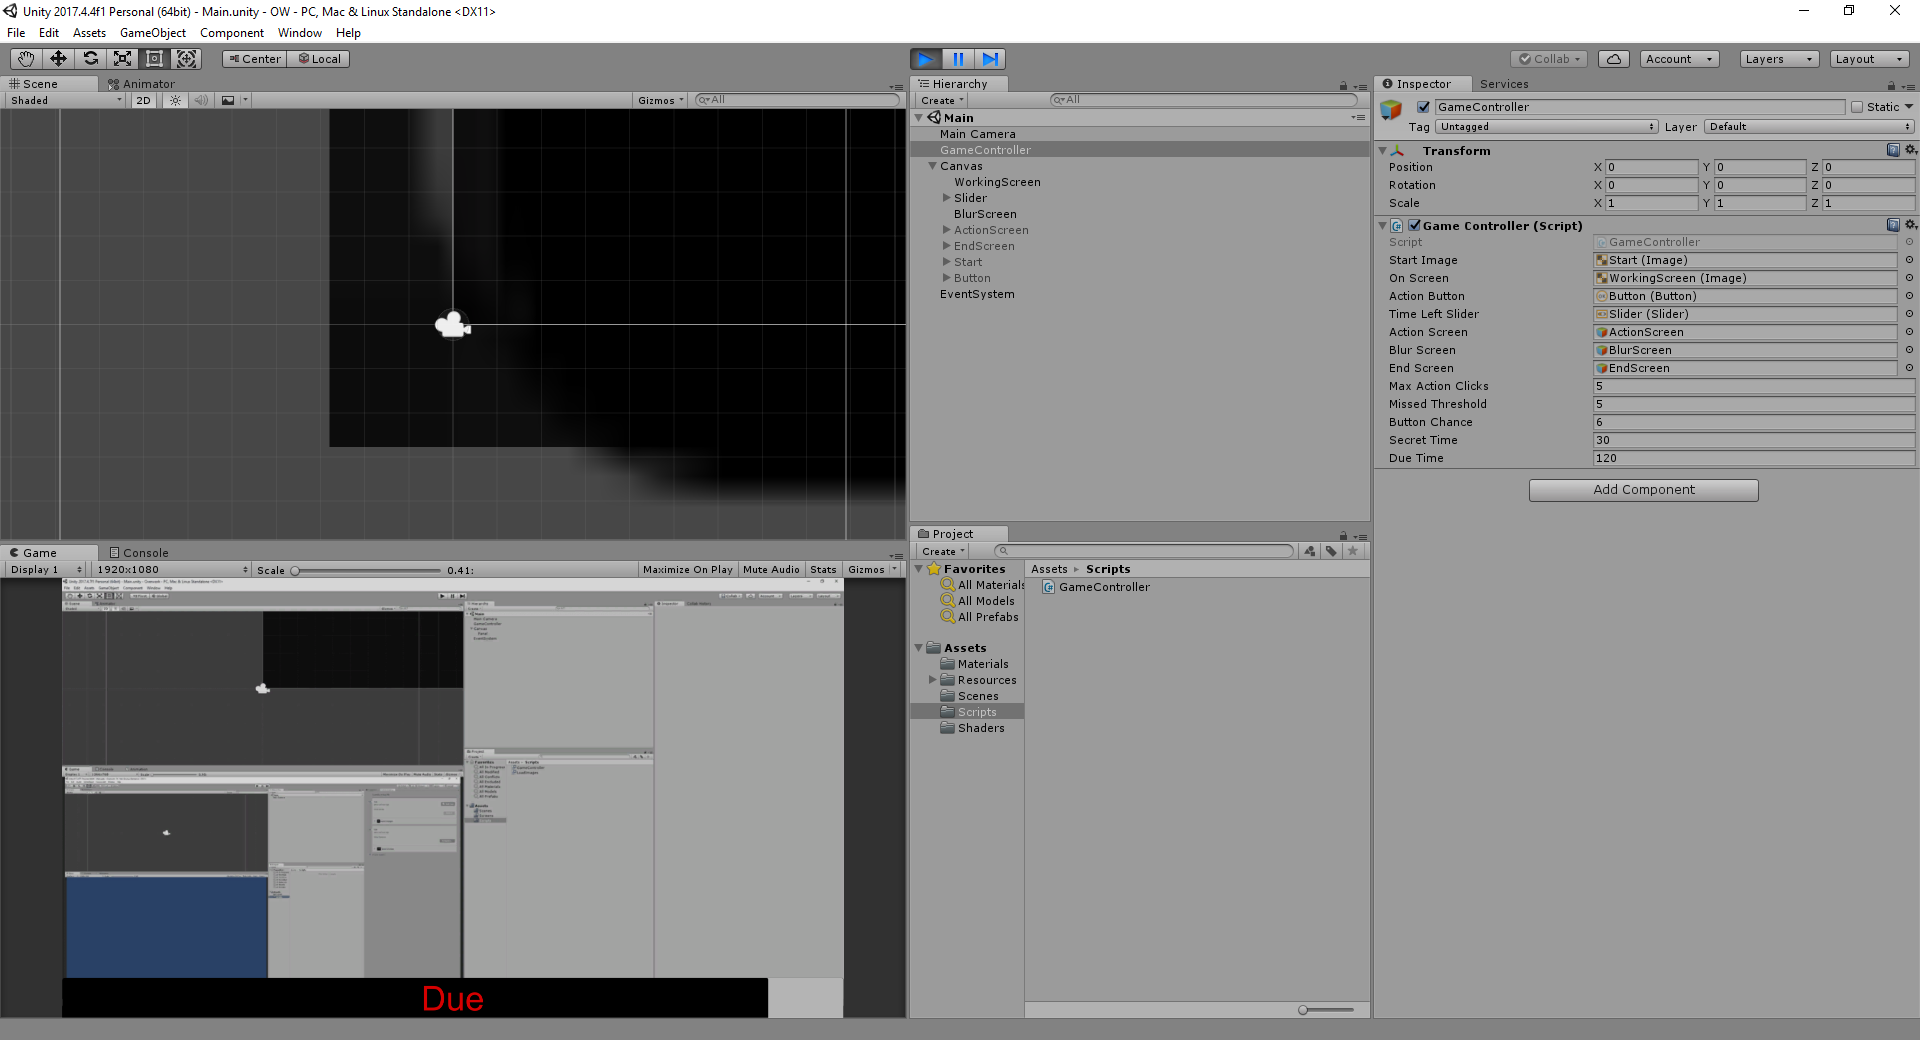 Unity 2017.4.4f1 Personal (64bit) - Main.unity - OW - PC, Mac & Linux Standalone <DX11>
File Edit Assets GameObject Component Window Help
Center Local
Collab Account Layers Layout
Scene Animator
Shaded 2D Gizmos All
Hierarchy
Create All
Main
Main Camera
GameController
Canvas
WorkingScreen
Slider
BlurScreen
ActionScreen
EndScreen
Start
Button
EventSystem
Inspector Services
GameController Static
Tag Untagged Layer Default
Transform
Position X 0 Y 0 Z 0
Rotation X 0 Y 0 Z 0
Scale X 1 Y 1 Z 1
Game Controller (Script)
Script GameController
Start Image Start (Image)
On Screen WorkingScreen (Image)
Action Button Button (Button)
Time Left Slider Slider (Slider)
Action Screen ActionScreen
Blur Screen BlurScreen
End Screen EndScreen
Max Action Clicks 5
Missed Threshold 5
Button Chance 6
Secret Time 30
Due Time 120
Add Component
Game Console
Display 1 1920x1080 Scale 0.41: Maximize On Play Mute Audio Stats Gizmos
Due
Project
Create
Favorites
All Materials
All Models
All Prefabs
Assets
Materials
Resources
Scenes
Scripts
Shaders
Assets Scripts
GameController